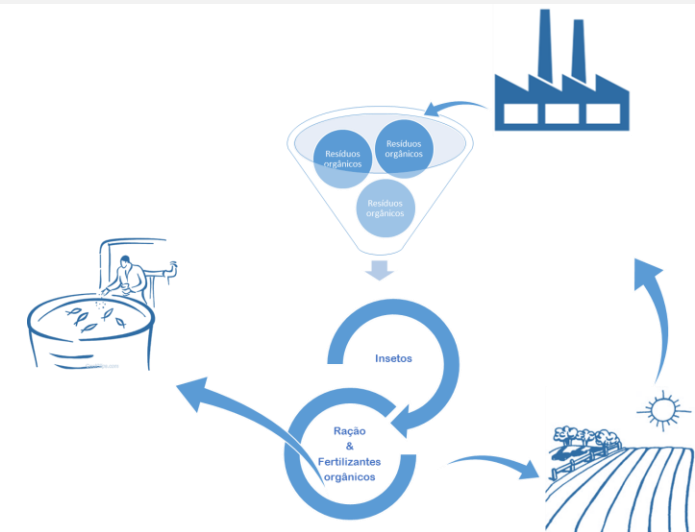 Resíduos
orgânicos
Resíduos
orgânicos
Resíduos
orgânicos
Insetos
Ração
&
Fertilizantes
orgânicos